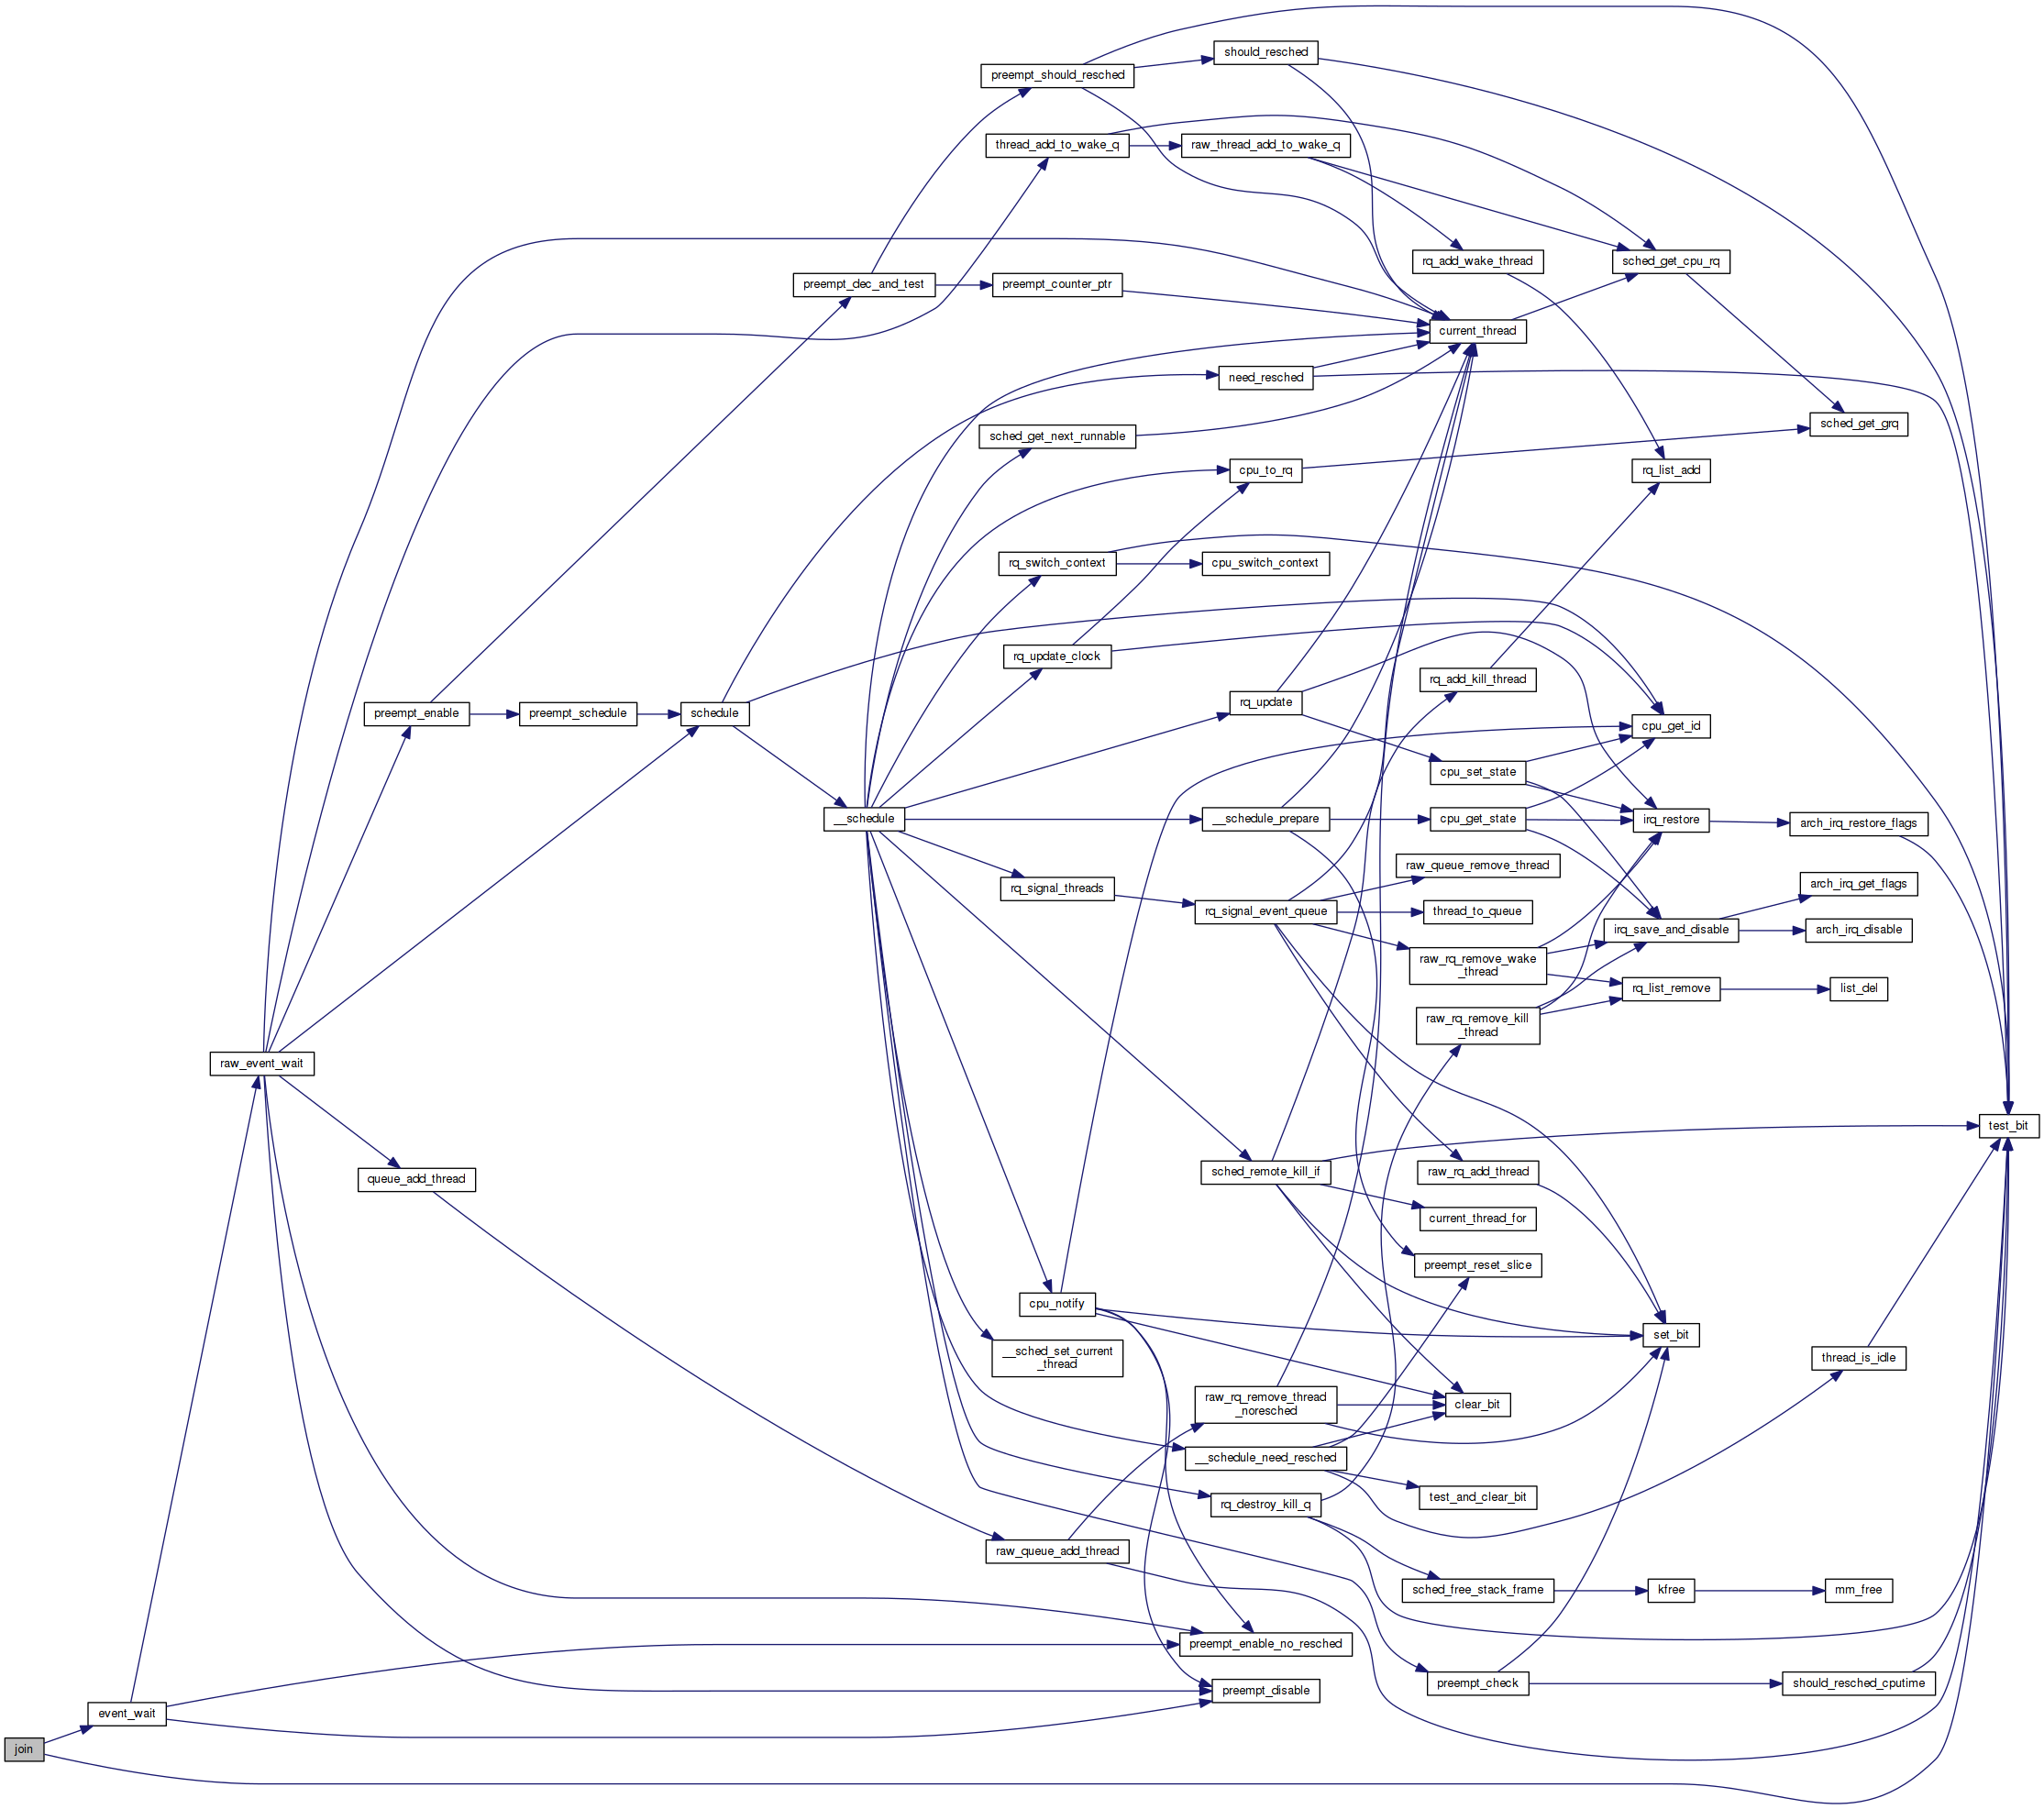 should_resched
preempt_should_resched
thread_add_to_wake_q
raw_thread_add_to_wake_q
rq_add_wake_thread
sched_get_cpu_rq
preempt_dec_and_test
preempt_counter_ptr
current_thread
need_resched
sched_get_grq
sched_get_next_runnable
cpu_to_rq
rq_list_add
rq_switch_context
cpu_switch_context
rq_update_clock
rq_add_kill_thread
rq_update
preempt_enable
preempt_schedule
schedule
cpu_get_id
cpu_set_state
__schedule
__schedule_prepare
cpu_get_state
irq_restore
arch_irq_restore_flags
raw_queue_remove_thread
rq_signal_threads
arch_irq_get_flags
rq_signal_event_queue
thread_to_queue
irq_save_and_disable
arch_irq_disable
raw_rq_remove_wake
_thread
rq_list_remove
list_del
raw_rq_remove_kill
_thread
raw_event_wait
test_bit
queue_add_thread
sched_remote_kill_if
raw_rq_add_thread
current_thread_for
preempt_reset_slice
cpu_notify
set_bit
__sched_set_current
_thread
thread_is_idle
raw_rq_remove_thread
_noresched
clear_bit
__schedule_need_resched
test_and_clear_bit
rq_destroy_kill_q
raw_queue_add_thread
sched_free_stack_frame
kfree
mm_free
preempt_enable_no_resched
preempt_check
should_resched_cputime
preempt_disable
event_wait
join